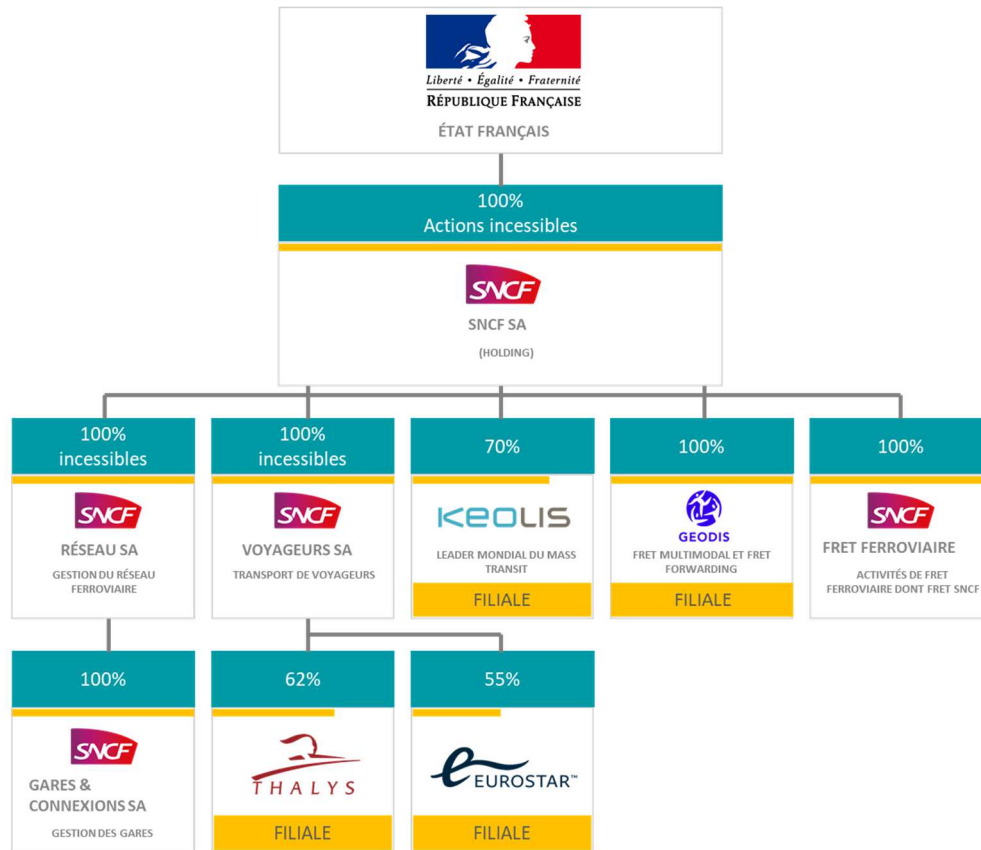 Liberté • Égalité • Fraternité
RÉPUBLIQUE FRANÇAISE
ÉTAT FRANÇAIS
100%
Actions incessibles
SNCF
SNCF SA
(HOLDING)
100%
incessibles
SNCF
RÉSEAU SA
GESTION DU RÉSEAU
FERROVIAIRE
100%
incessibles
SNCF
VOYAGEURS SA
TRANSPORT DE VOYAGEURS
70%
KEOLIS
LEADER MONDIAL DU MASS
TRANSIT
FILIALE
100%
GEODIS
FRET MULTIMODAL ET FRET
FORWARDING
FILIALE
100%
SNCF
FRET FERROVIAIRE
ACTIVITÉS DE FRET
FERROVIAIRE DONT FRET SNCF
100%
SNCF
GARES &
CONNEXIONS SA
GESTION DES GARES
62%
THALYS
FILIALE
55%
EUROSTAR™
FILIALE